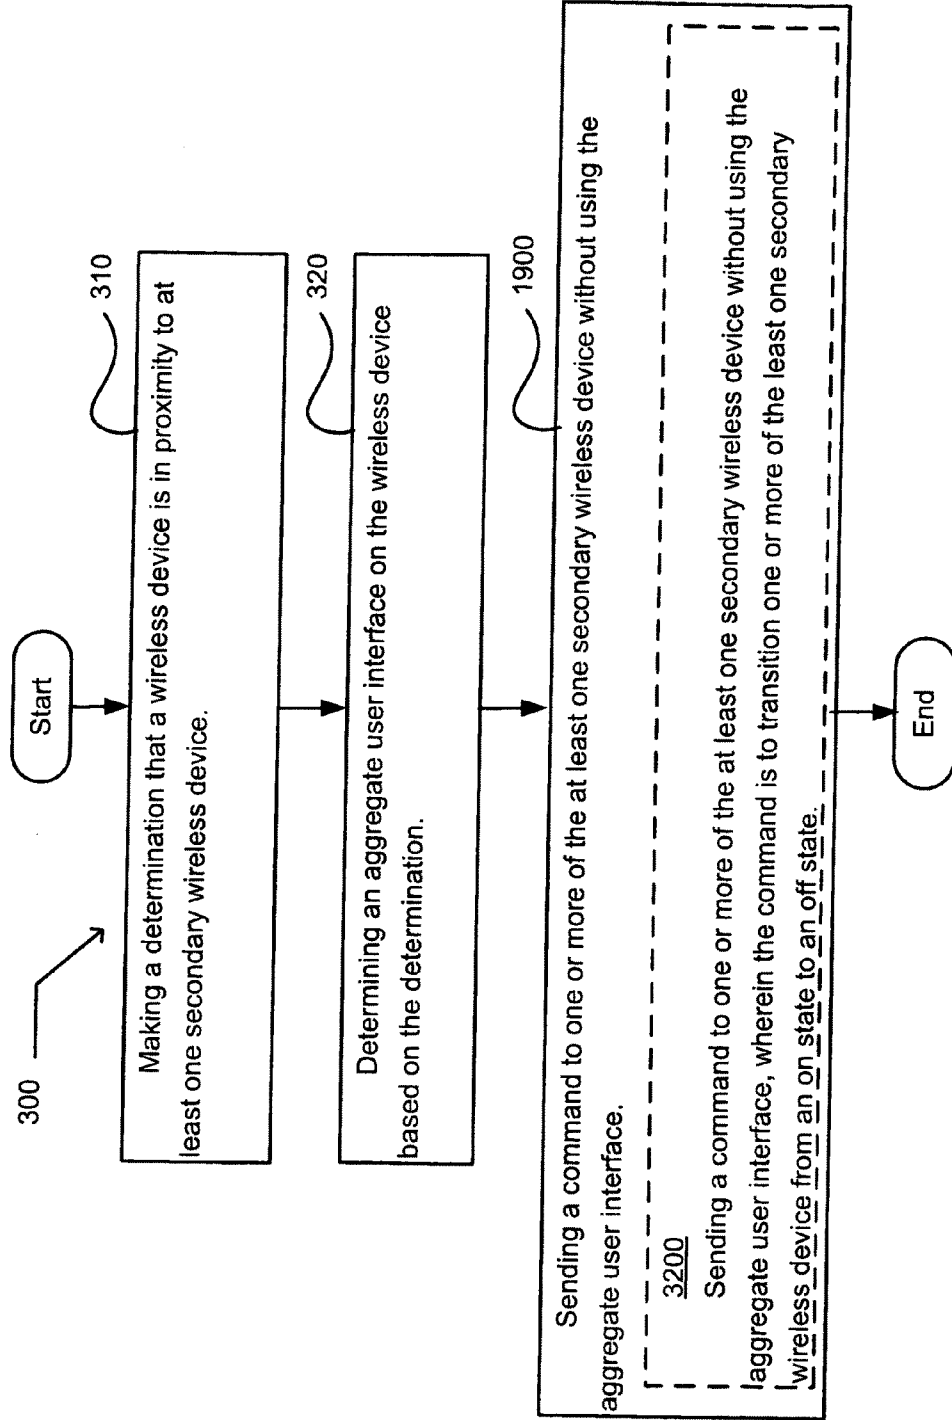 300
Start
310
Making a determination that a wireless device is in proximity to at
least one secondary wireless device.
320
Determining an aggregate user interface on the wireless device
based on the determination.
1900
Sending a command to one or more of the at least one secondary wireless device without using the
aggregate user interface.
3200
Sending a command to one or more of the at least one secondary wireless device without using the
aggregate user interface, wherein the command is to transition one or more of the least one secondary
wireless device from an on state to an off state.
End